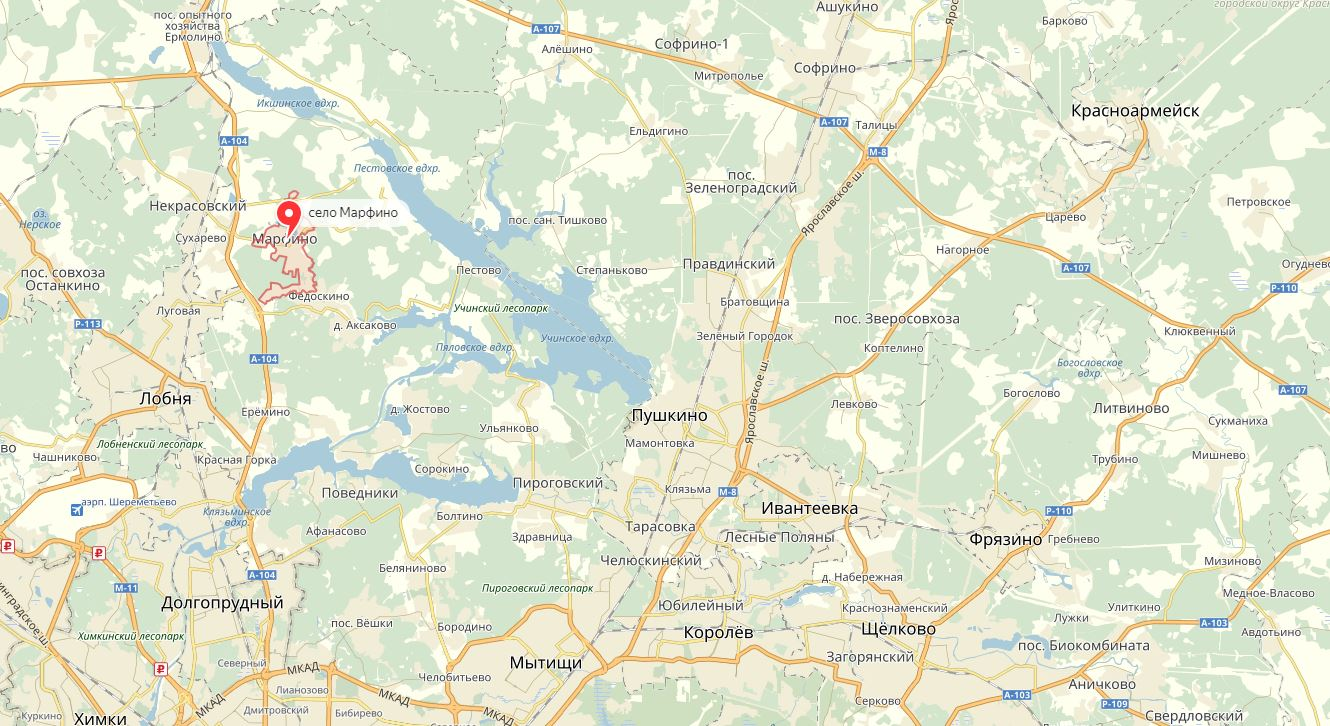 пос. опытного
хозяйства
Ермолино
А-107
Алёшино
Софрино-1
Ашукино
Барково
Митрополье
Софрино
Икшинское вдхр.
А-104
Ельдигино
А-107
Талицы
М-8
Красноармейск
Пестовское вдхр.
пос.
Зеленоградский
Ярославское ш.
Некрасовский
село Марфино
оз.
Нерское
Сухарево
Марфино
пос. сан. Тишково
Царево
Петровское
Нагорное
пос. совхоза
Останкино
Пестово
Степаньково
Правдинский
А-107
Огуднево
Р-110
Федоскино
Луговая
Учинский лесопарк
Братовщина
пос. Зверосовхоза
Р-113
д. Аксаково
Учинское вдхр.
Зелёный Городок
Клюквенный
Пяловское вдхр.
Коптелино
А-104
Богословское
вдхр.
Ярославское ш.
А-107
Лобня
Богослово
Ерёмино
д. Жостово
Пушкино
Левково
Литвиново
Сукманиха
Лобненский лесопарк
Ульянково
Мамонтовка
Чашниково
Красная Горка
Сорокино
Трубино
Мишнево
Поведники
Пироговский
Клязьма
М-8
аэрп. Шереметьево
Клязьминское
вдхр.
Болтино
Ивантеевка
Р-110
Афанасово
Здравница
Тарасовка
Лесные Поляны
Фрязино
Гребнево
Беляниново
Челюскинский
Мизиново
А-104
М-11
Пироговский лесопарк
д. Набережная
Медное-Власово
Долгопрудный
Юбилейный
Краснознаменский
Улиткино
пос. Вёшки
Бородино
Королёв
Щёлково
Лужки
А-103
Авдотьино
Химкинский лесопарк
пос. Биокомбината
Северный
МКАД
Мытищи
Загорянский
Челобитьево
Аничково
Лианозово
МКАД
А-103
Серково
Р-109
Куркино
Химки
МКАД
Дмитровский
Бибирево
МКАД
Свердловский